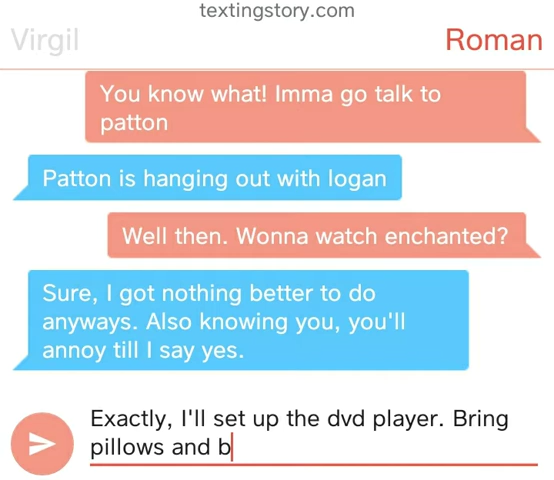 textingstory.com
Virgil
Roman
You know what! Imma go talk to
patton
Patton is hanging out with logan
Well then. Wonna watch enchanted?
Sure, I got nothing better to do
anyways. Also knowing you, you'll
annoy till I say yes.
Exactly, I'll set up the dvd player. Bring
pillows and b